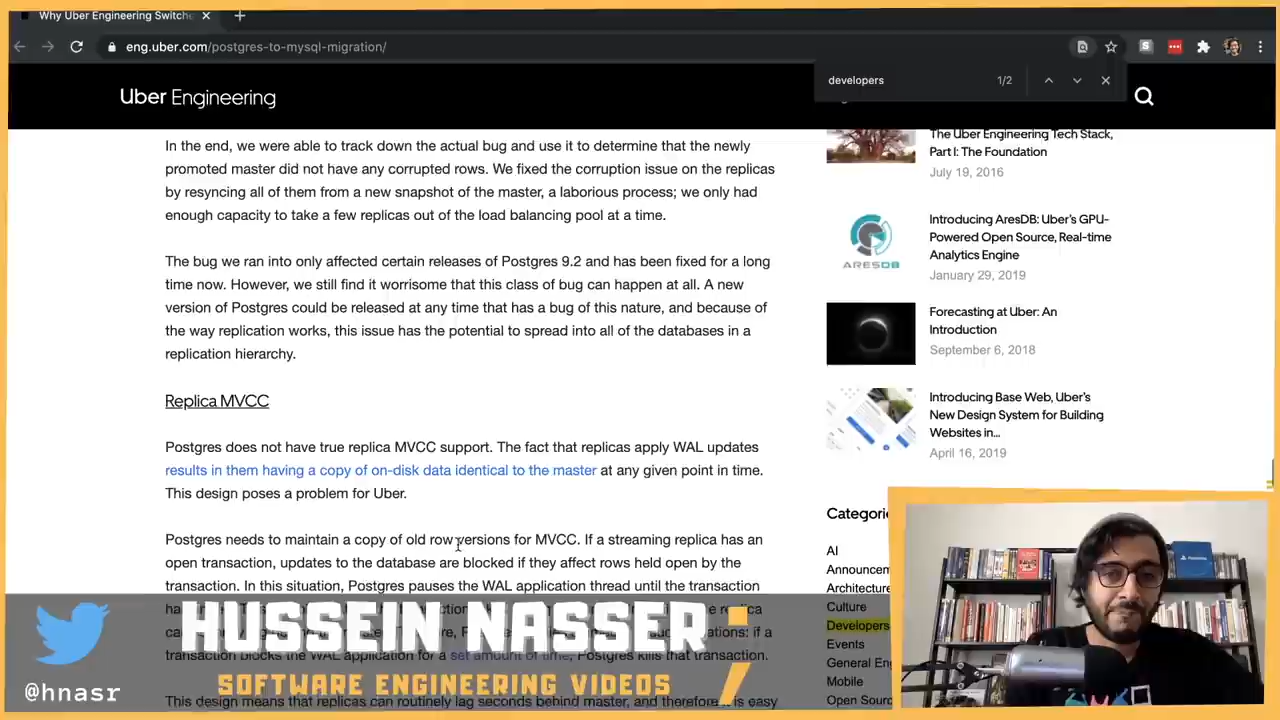 Why Uber Engineering Switche
eng.uber.com/postgres-to-mysql-migration/
developers
1/2
Uber Engineering
In the end, we were able to track down the actual bug and use it to determine that the newly
promoted master did not have any corrupted rows. We fixed the corruption issue on the replicas
by resyncing all of them from a new snapshot of the master, a laborious process; we only had
enough capacity to take a few replicas out of the load balancing pool at a time.
The bug we ran into only affected certain releases of Postgres 9.2 and has been fixed for a long
time now. However, we still find it worrisome that this class of bug can happen at all. A new
version of Postgres could be released at any time that has a bug of this nature, and because of
the way replication works, this issue has the potential to spread into all of the databases in a
replication hierarchy.
Replica MVCC
Postgres does not have true replica MVCC support. The fact that replicas apply WAL updates
results in them having a copy of on-disk data identical to the master at any given point in time.
This design poses a problem for Uber.
Postgres needs to maintain a copy of old row versions for MVCC. If a streaming replica has an
open transaction, updates to the database are blocked if they affect rows held open by the
transaction. In this situation, Postgres pauses the WAL application thread until the transaction
transaction blocks the WAL application for a set amount of time, Postgres kills that transaction.
This design means that replicas can routinely lag seconds behind master, and therefore is easy
The Uber Engineering Tech Stack,
Part I: The Foundation
July 19, 2016
ARESDB
Introducing AresDB: Uber's GPU-
Powered Open Source, Real-time
Analytics Engine
January 29, 2019
Forecasting at Uber: An
Introduction
September 6, 2018
Introducing Base Web, Uber's
New Design System for Building
Websites in...
April 16, 2019
Categorie
AI
Announcem
Architecture
Culture
Developers
Events
General En
Mobile
Open Sourc
HUSSEIN NASSER ;
SOFTWARE ENGINEERING VIDEOS
@hnasr